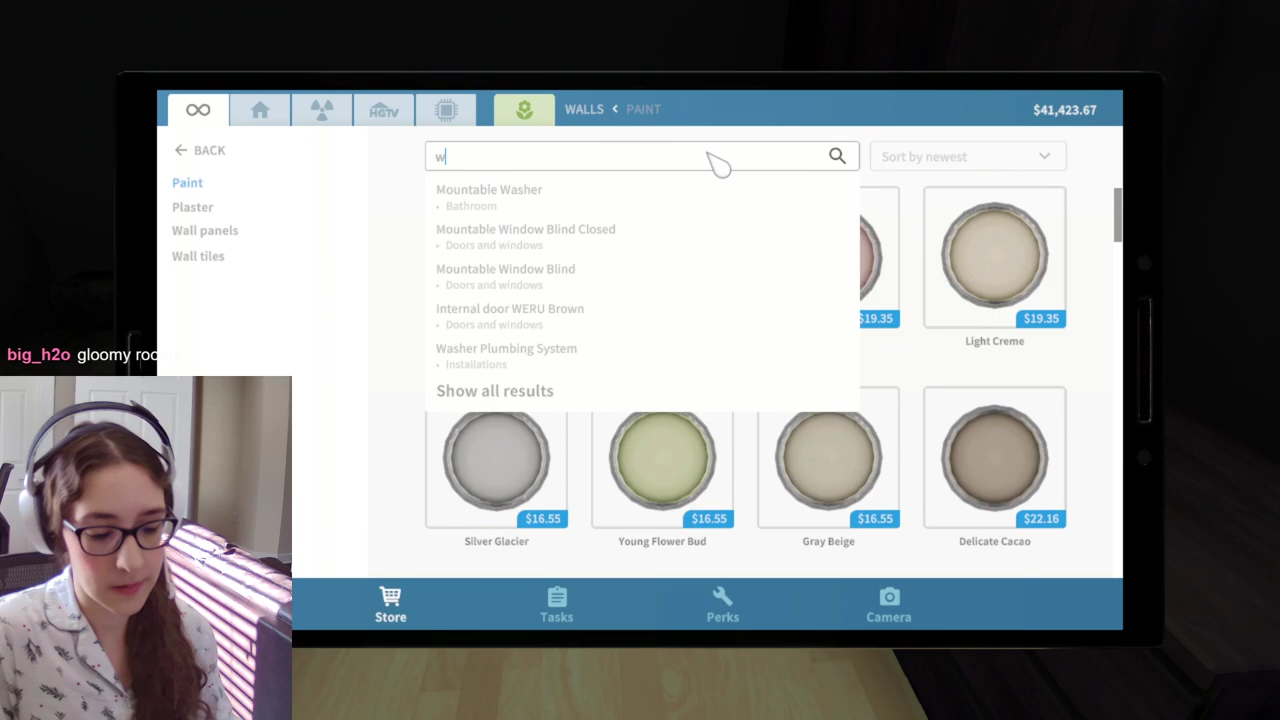 HGTV
WALLS < PAINT
$41,423.67
BACK
w
Sort by newest
Paint
Plaster
Wall panels
Wall tiles
Mountable Washer
• Bathroom
Mountable Window Blind Closed
• Doors and windows
Mountable Window Blind
• Doors and windows
Internal door WERU Brown
• Doors and windows
Washer Plumbing System
• Installations
Show all results
$19.35
$19.35
Light Creme
big_h2o gloomy
$16.55
$16.55
$16.55
$22.16
Silver Glacier
Young Flower Bud
Gray Beige
Delicate Cacao
Store
Tasks
Perks
Camera